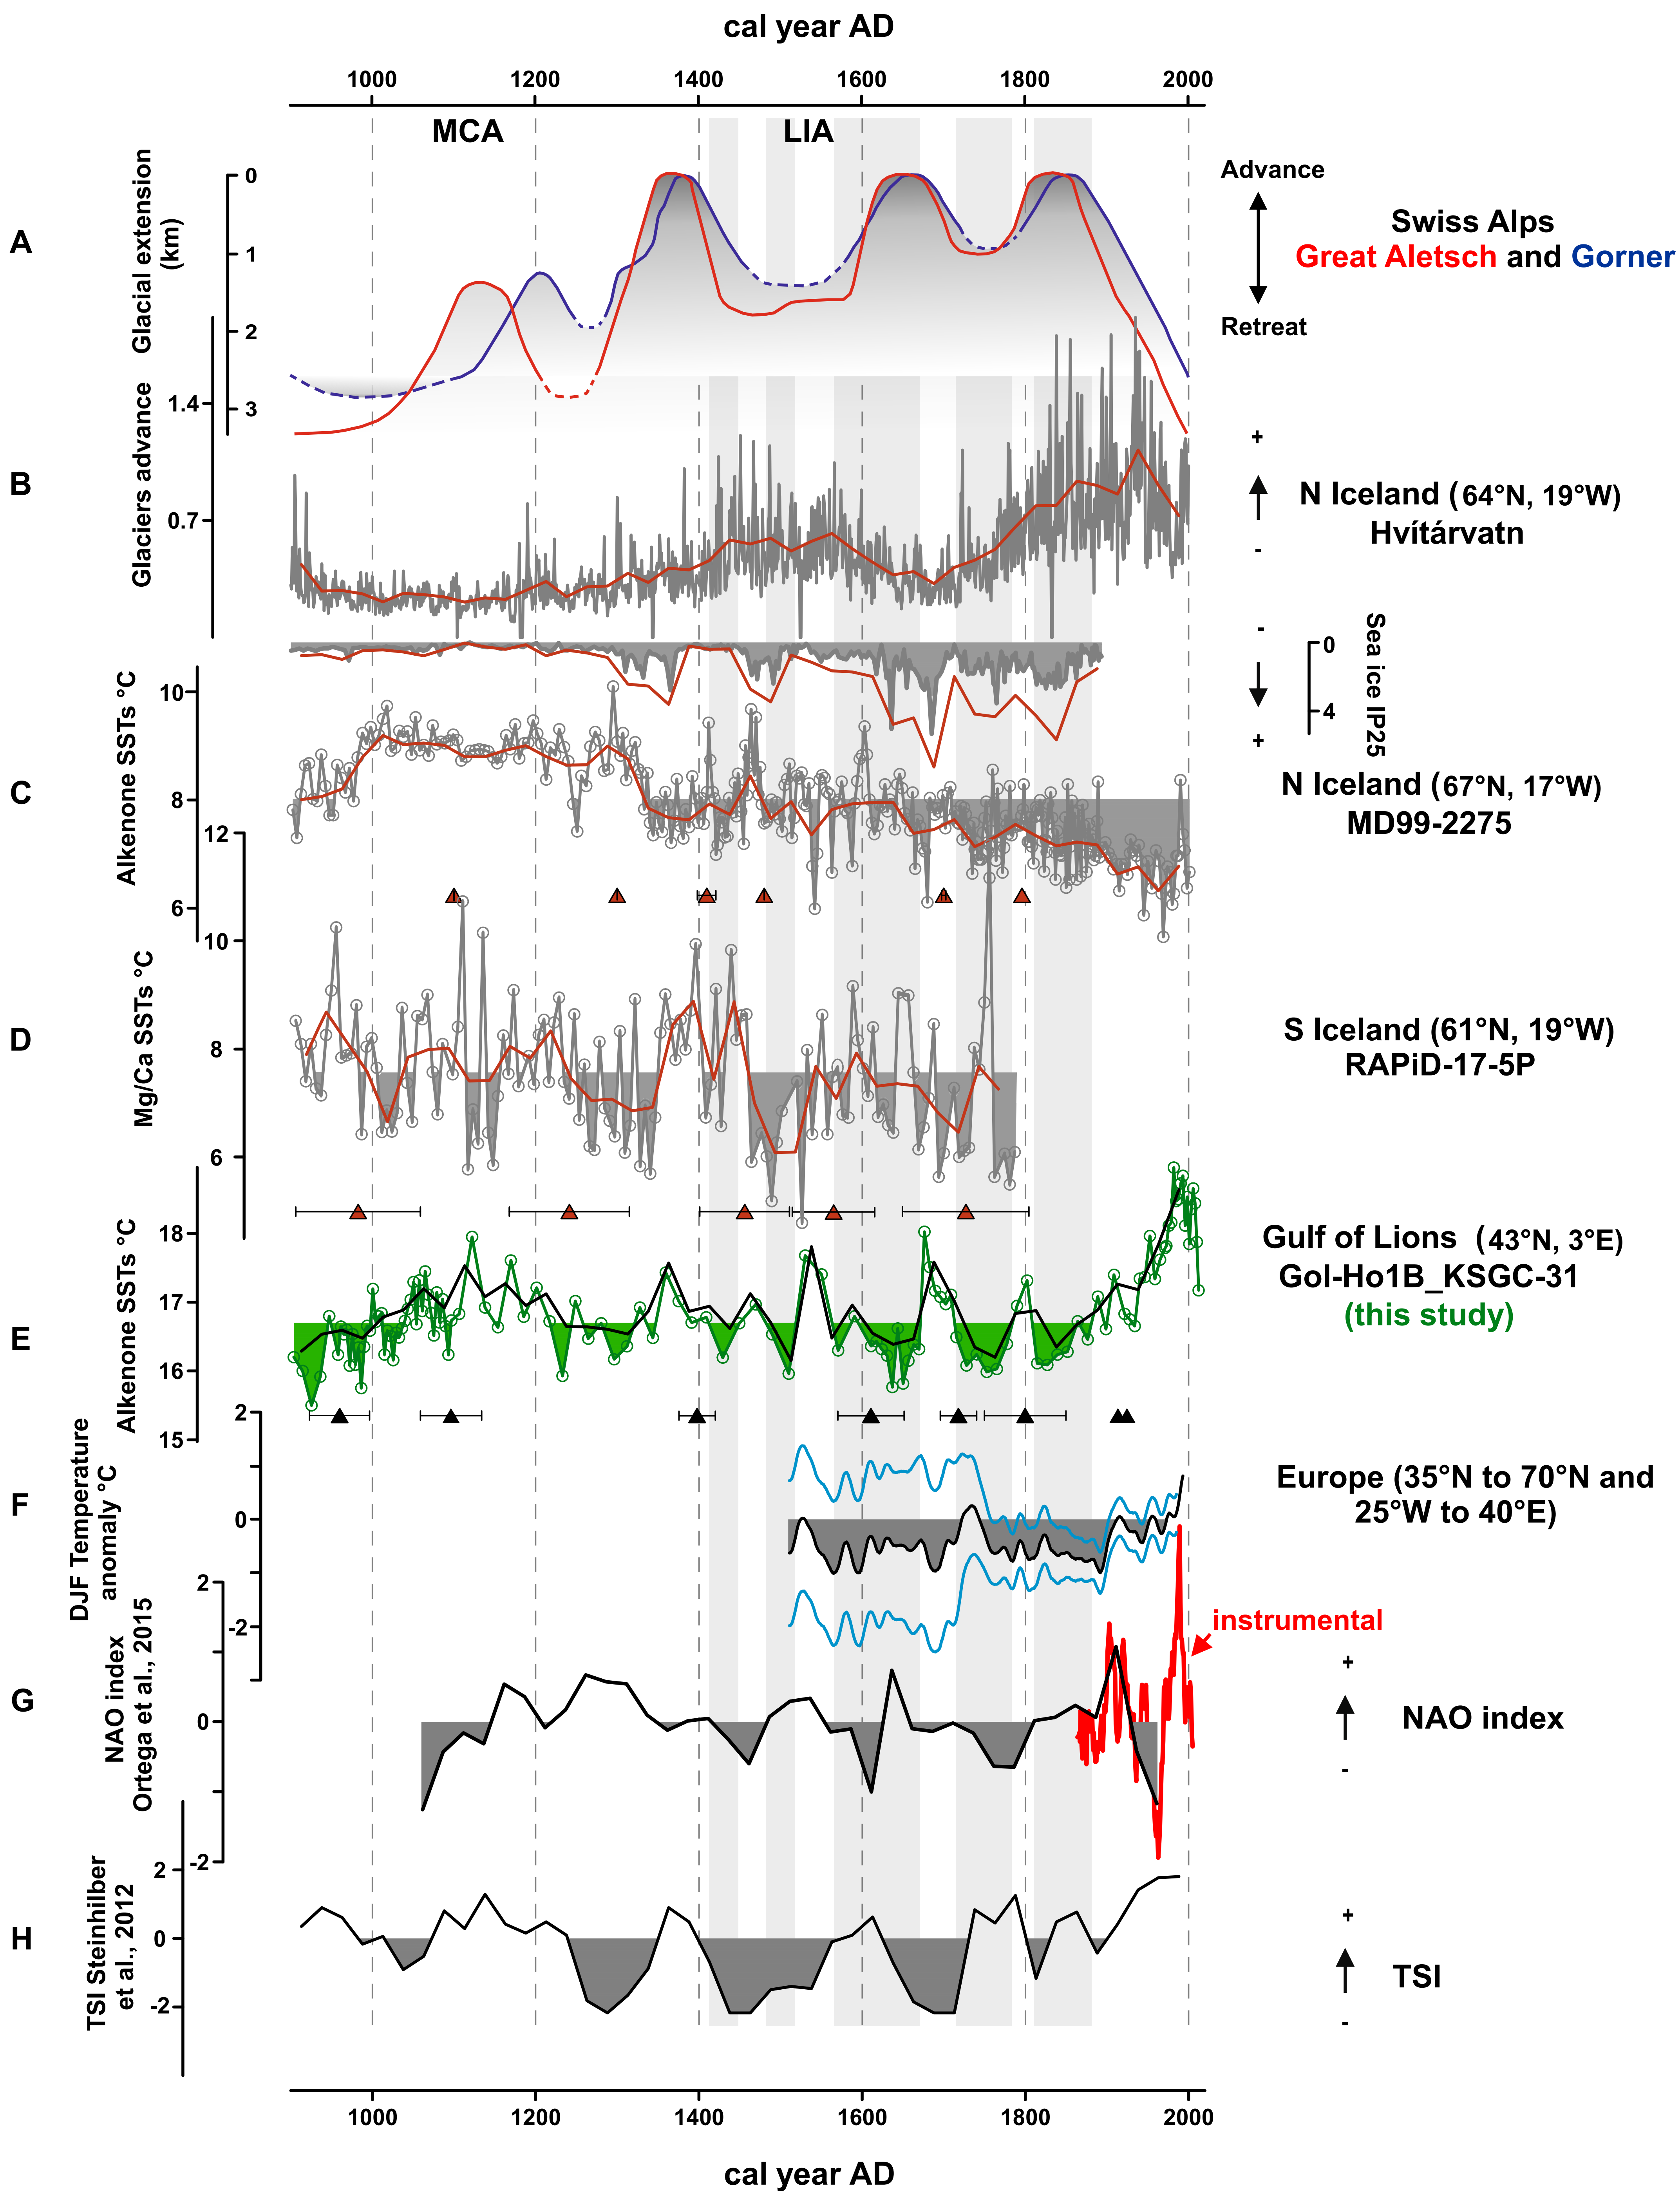 cal year AD
1000 1200 1400 1600 1800 2000
MCA LIA
A
Glacial extension
(km)
0
1
2
3
Advance
Retreat
Swiss Alps
Great Aletsch and Gorner
B
Glaciers advance
1.4
0.7
+
-
N Iceland (64°N, 19°W)
Hvítárvatn
-
+
0
4
Sea ice IP25
C
Alkenone SSTs °C
10
8
6
N Iceland (67°N, 17°W)
MD99-2275
D
Mg/Ca SSTs °C
12
10
8
6
S Iceland (61°N, 19°W)
RAPiD-17-5P
E
Alkenone SSTs °C
18
17
16
15
Gulf of Lions (43°N, 3°E)
Gol-Ho1B_KSGC-31
(this study)
F
DJF Temperature
anomaly °C
2
0
-2
Europe (35°N to 70°N and
25°W to 40°E)
G
NAO index
Ortega et al., 2015
2
0
-2
instrumental
+
-
NAO index
H
TSI Steinhilber
et al., 2012
2
0
-2
+
-
TSI
1000 1200 1400 1600 1800 2000
cal year AD